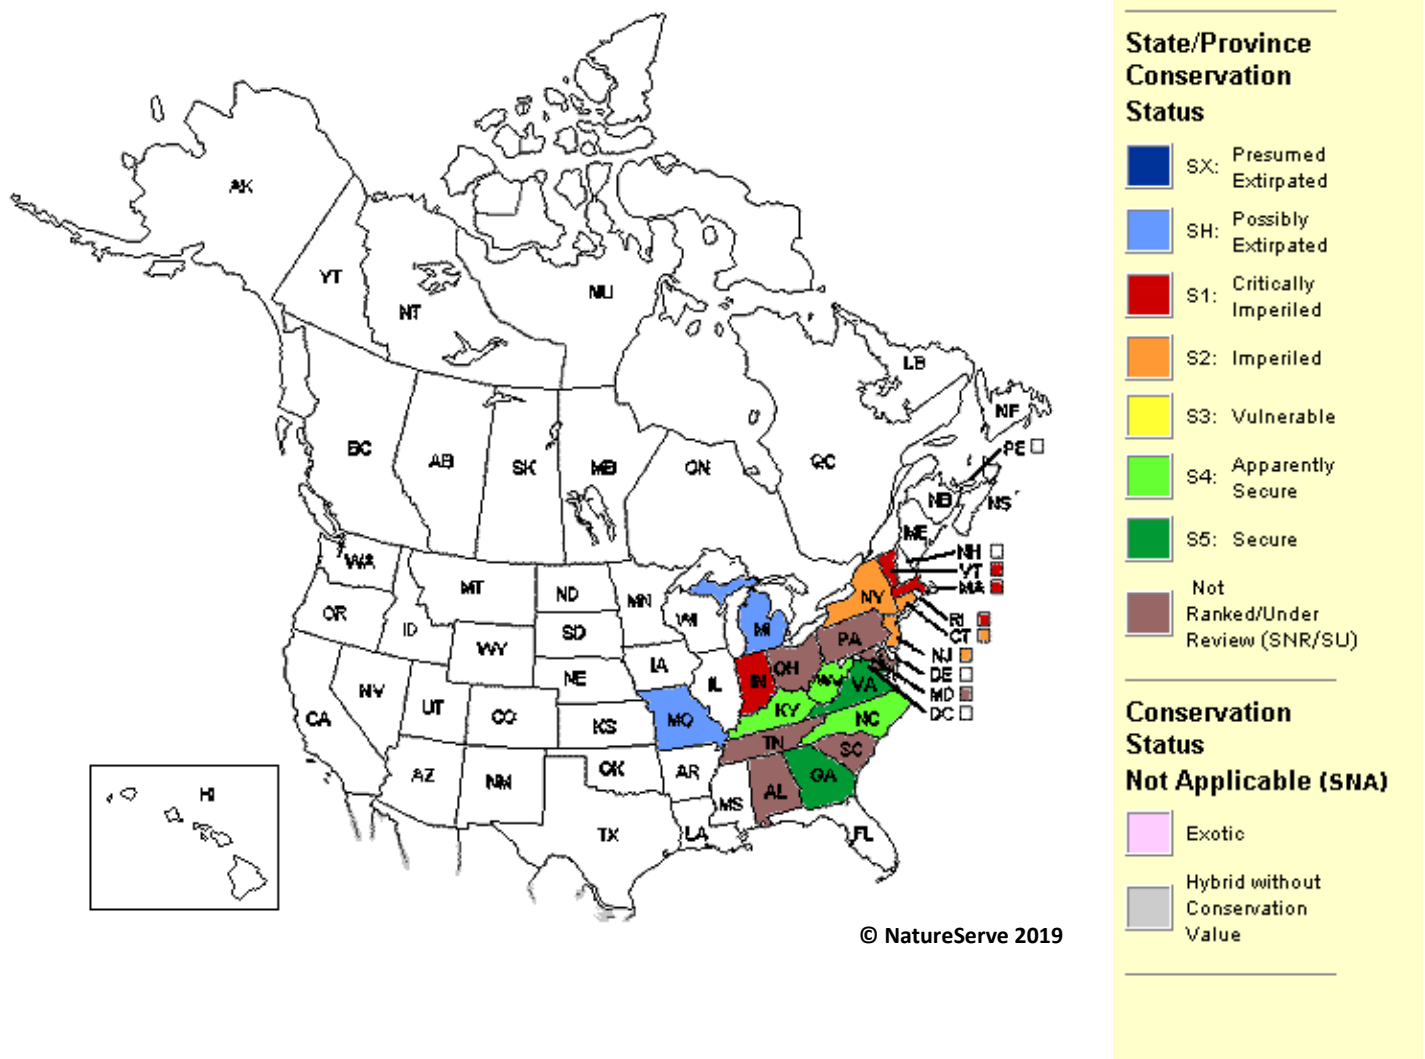 AK
YT
NT
NU
LB
NF
PE
BC
AB
SK
MB
ON
QC
NB
NS
ME
WA
MT
ND
MN
NH
VT
MA
OR
ID
SD
WI
MI
NY
RI
CT
WY
IA
PA
NJ
NE
IL
IN
OH
DE
NV
UT
CO
KS
MO
KY
WV
VA
MD
DC
CA
NC
TN
SC
AZ
NM
OK
AR
AL
GA
MS
HI
TX
LA
FL
© NatureServe 2019
State/Province
Conservation
Status
SX: Presumed
Extirpated
SH: Possibly
Extirpated
S1: Critically
Imperiled
S2: Imperiled
S3: Vulnerable
S4: Apparently
Secure
S5: Secure
Not
Ranked/Under
Review (SNR/SU)
Conservation
Status
Not Applicable (SNA)
Exotic
Hybrid without
Conservation
Value